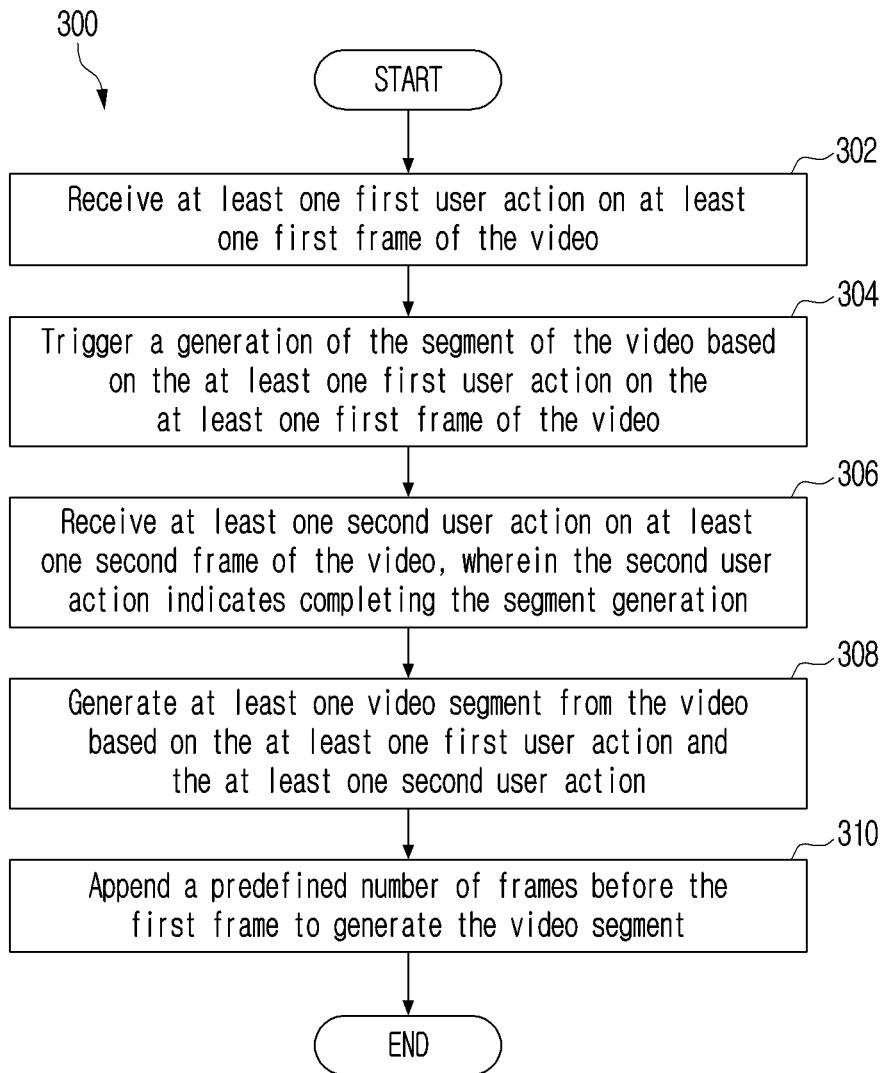 300
START
302
Receive at least one first user action on at least
one first frame of the video
304
Trigger a generation of the segment of the video based
on the at least one first user action on the
at least one first frame of the video
306
Receive at least one second user action on at least
one second frame of the video, wherein the second user
action indicates completing the segment generation
308
Generate at least one video segment from the video
based on the at least one first user action and
the at least one second user action
310
Append a predefined number of frames before the
first frame to generate the video segment
END